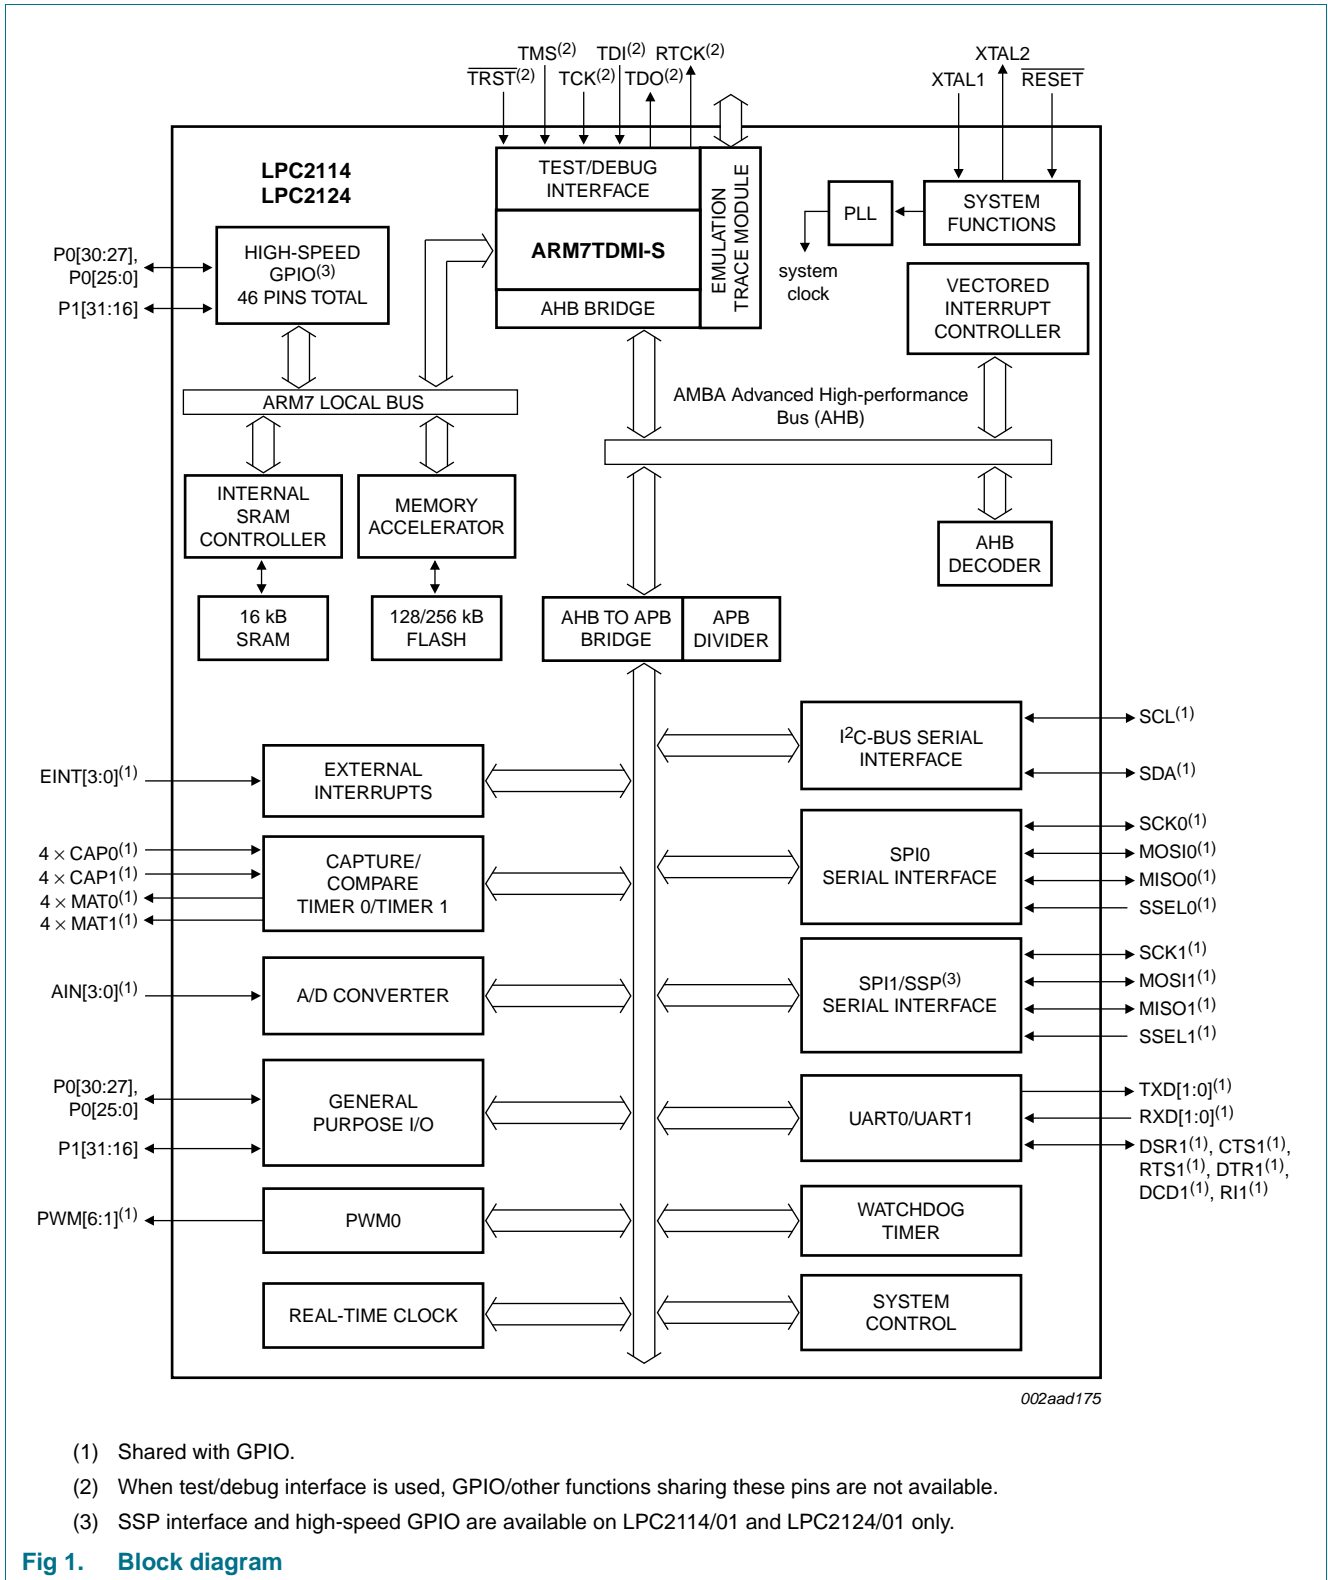 TMS(2) TDI(2) RTCK(2)
TRST(2) TCK(2) TDO(2)
XTAL2
XTAL1 RESET
LPC2114
LPC2124
TEST/DEBUG
INTERFACE
ARM7TDMI-S
AHB BRIDGE
EMULATION
TRACE MODULE
PLL
SYSTEM
FUNCTIONS
system
clock
P0[30:27],
P0[25:0]
P1[31:16]
HIGH-SPEED
GPIO(3)
46 PINS TOTAL
VECTORED
INTERRUPT
CONTROLLER
ARM7 LOCAL BUS
AMBA Advanced High-performance
Bus (AHB)
INTERNAL
SRAM
CONTROLLER
MEMORY
ACCELERATOR
AHB
DECODER
16 kB
SRAM
128/256 kB
FLASH
AHB TO APB
BRIDGE
APB
DIVIDER
EINT[3:0](1)
EXTERNAL
INTERRUPTS
I2C-BUS SERIAL
INTERFACE
SCL(1)
SDA(1)
4 × CAP0(1)
4 × CAP1(1)
4 × MAT0(1)
4 × MAT1(1)
CAPTURE/
COMPARE
TIMER 0/TIMER 1
SPI0
SERIAL INTERFACE
SCK0(1)
MOSI0(1)
MISO0(1)
SSEL0(1)
AIN[3:0](1)
A/D CONVERTER
SPI1/SSP(3)
SERIAL INTERFACE
SCK1(1)
MOSI1(1)
MISO1(1)
SSEL1(1)
P0[30:27],
P0[25:0]
P1[31:16]
GENERAL
PURPOSE I/O
UART0/UART1
TXD[1:0](1)
RXD[1:0](1)
DSR1(1), CTS1(1),
RTS1(1), DTR1(1),
DCD1(1), RI1(1)
PWM[6:1](1)
PWM0
WATCHDOG
TIMER
REAL-TIME CLOCK
SYSTEM
CONTROL
002aad175
(1) Shared with GPIO.
(2) When test/debug interface is used, GPIO/other functions sharing these pins are not available.
(3) SSP interface and high-speed GPIO are available on LPC2114/01 and LPC2124/01 only.
Fig 1. Block diagram